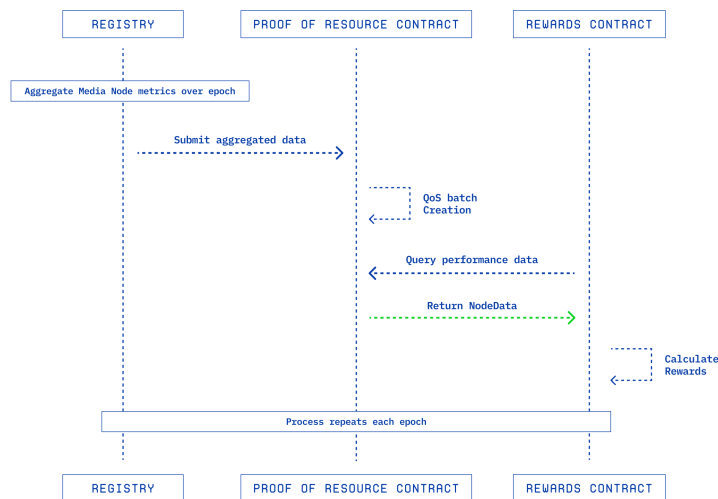 REGISTRY
PROOF OF RESOURCE CONTRACT
REWARDS CONTRACT
Aggregate Media Node metrics over epoch
Submit aggregated data
QoS batch
Creation
Query performance data
Return NodeData
Calculate
Rewards
Process repeats each epoch
REGISTRY
PROOF OF RESOURCE CONTRACT
REWARDS CONTRACT